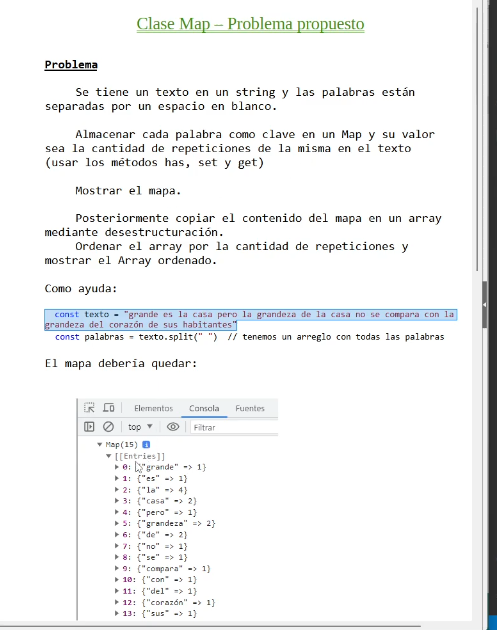 Clase Map – Problema propuesto
Problema
Se tiene un texto en un string y las palabras están
separadas por un espacio en blanco.
Almacenar cada palabra como clave en un Map y su valor
sea la cantidad de repeticiones de la misma en el texto
(usar los métodos has, set y get)
Mostrar el mapa.
Posteriormente copiar el contenido del mapa en un array
mediante desestructuración.
Ordenar el array por la cantidad de repeticiones y
mostrar el Array ordenado.
Como ayuda:
const texto = "grande es la casa pero la grandeza de la casa no se compara con la
grandeza del corazón de sus habitantes"
const palabras = texto.split(" ") // tenemos un arreglo con todas las palabras
El mapa debería quedar:
Elementos Consola Fuentes
top Filtrar
Map(15) i
[[Entries]]
0: {"grande" => 1}
1: {"es" => 1}
2: {"la" => 4}
3: {"casa" => 2}
4: {"pero" => 1}
5: {"grandeza" => 2}
6: {"de" => 2}
7: {"no" => 1}
8: {"se" => 1}
9: {"compara" => 1}
10: {"con" => 1}
11: {"del" => 1}
12: {"corazón" => 1}
13: {"sus" => 1}